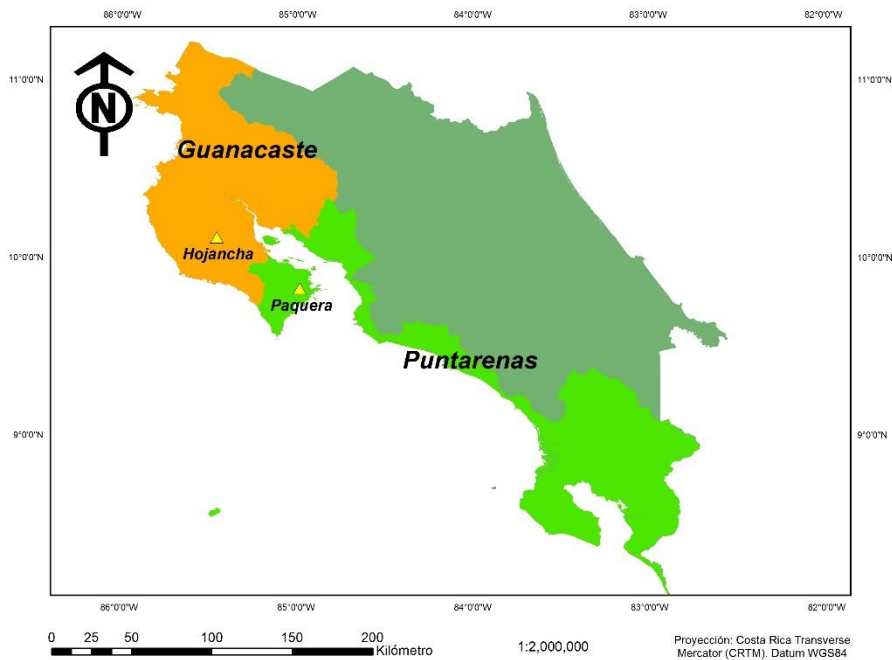 86°0'0"W 85°0'0"W 84°0'0"W 83°0'0"W 82°0'0"W
11°0'0"N 11°0'0"N
N
Guanacaste
Hojancha
10°0'0"N 10°0'0"N
Paquera
Puntarenas
9°0'0"N 9°0'0"N
86°0'0"W 85°0'0"W 84°0'0"W 83°0'0"W 82°0'0"W
0 25 50 100 150 200
Kilómetro
1:2,000,000
Proyección: Costa Rica Transverse
Mercator (CRTM). Datum WGS84